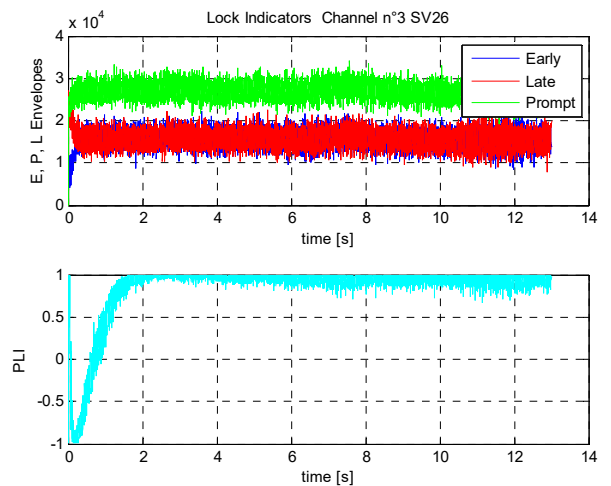 Lock Indicators Channel n°3 SV26
x 10^4
4
3
2
1
0
E, P, L Envelopes
Early
Late
Prompt
0 2 4 6 8 10 12 14
time [s]
1
0.5
0
-0.5
-1
PLI
0 2 4 6 8 10 12 14
time [s]